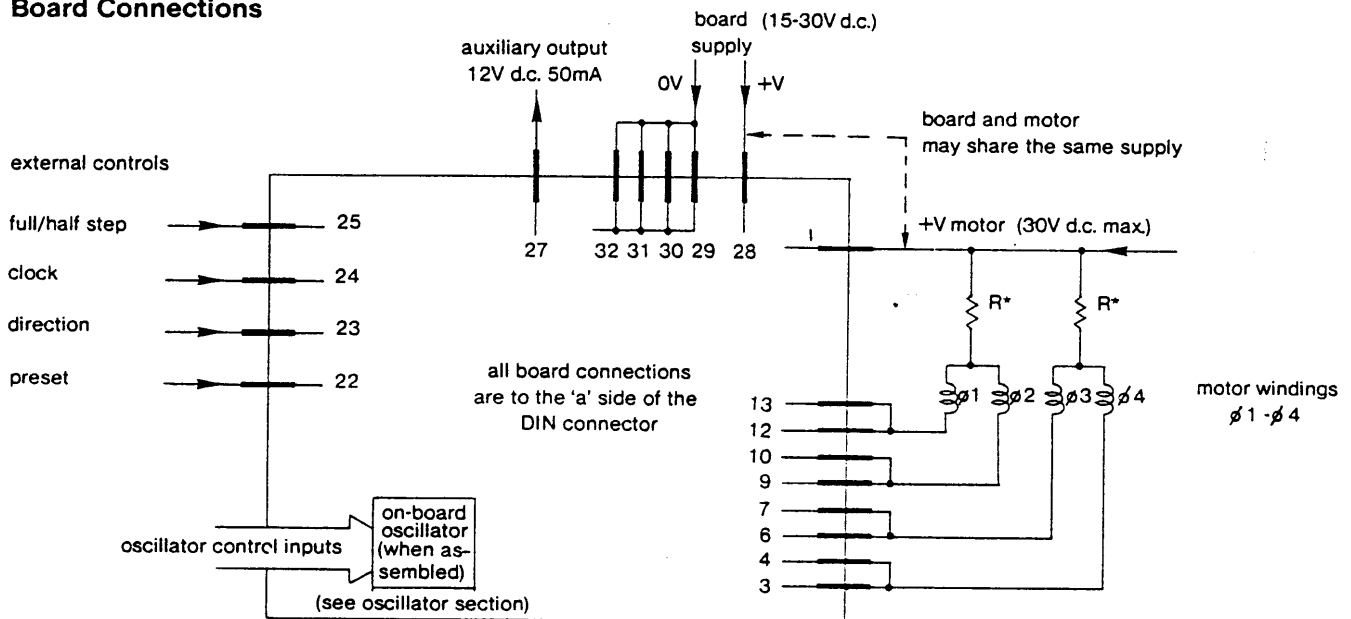 Board Connections
board (15-30V d.c.)
supply
auxiliary output
12V d.c. 50mA
0V
+V
board and motor
may share the same supply
external controls
full/half step
25
27
32 31 30 29 28
1
+V motor (30V d.c. max.)
clock
24
R*
R*
direction
23
preset
22
all board connections
are to the 'a' side of the
DIN connector
ø1
ø2
ø3
ø4
motor windings
ø1 -ø4
13
12
10
9
7
6
4
3
on-board
oscillator
(when as-
sembled)
oscillator control inputs
(see oscillator section)